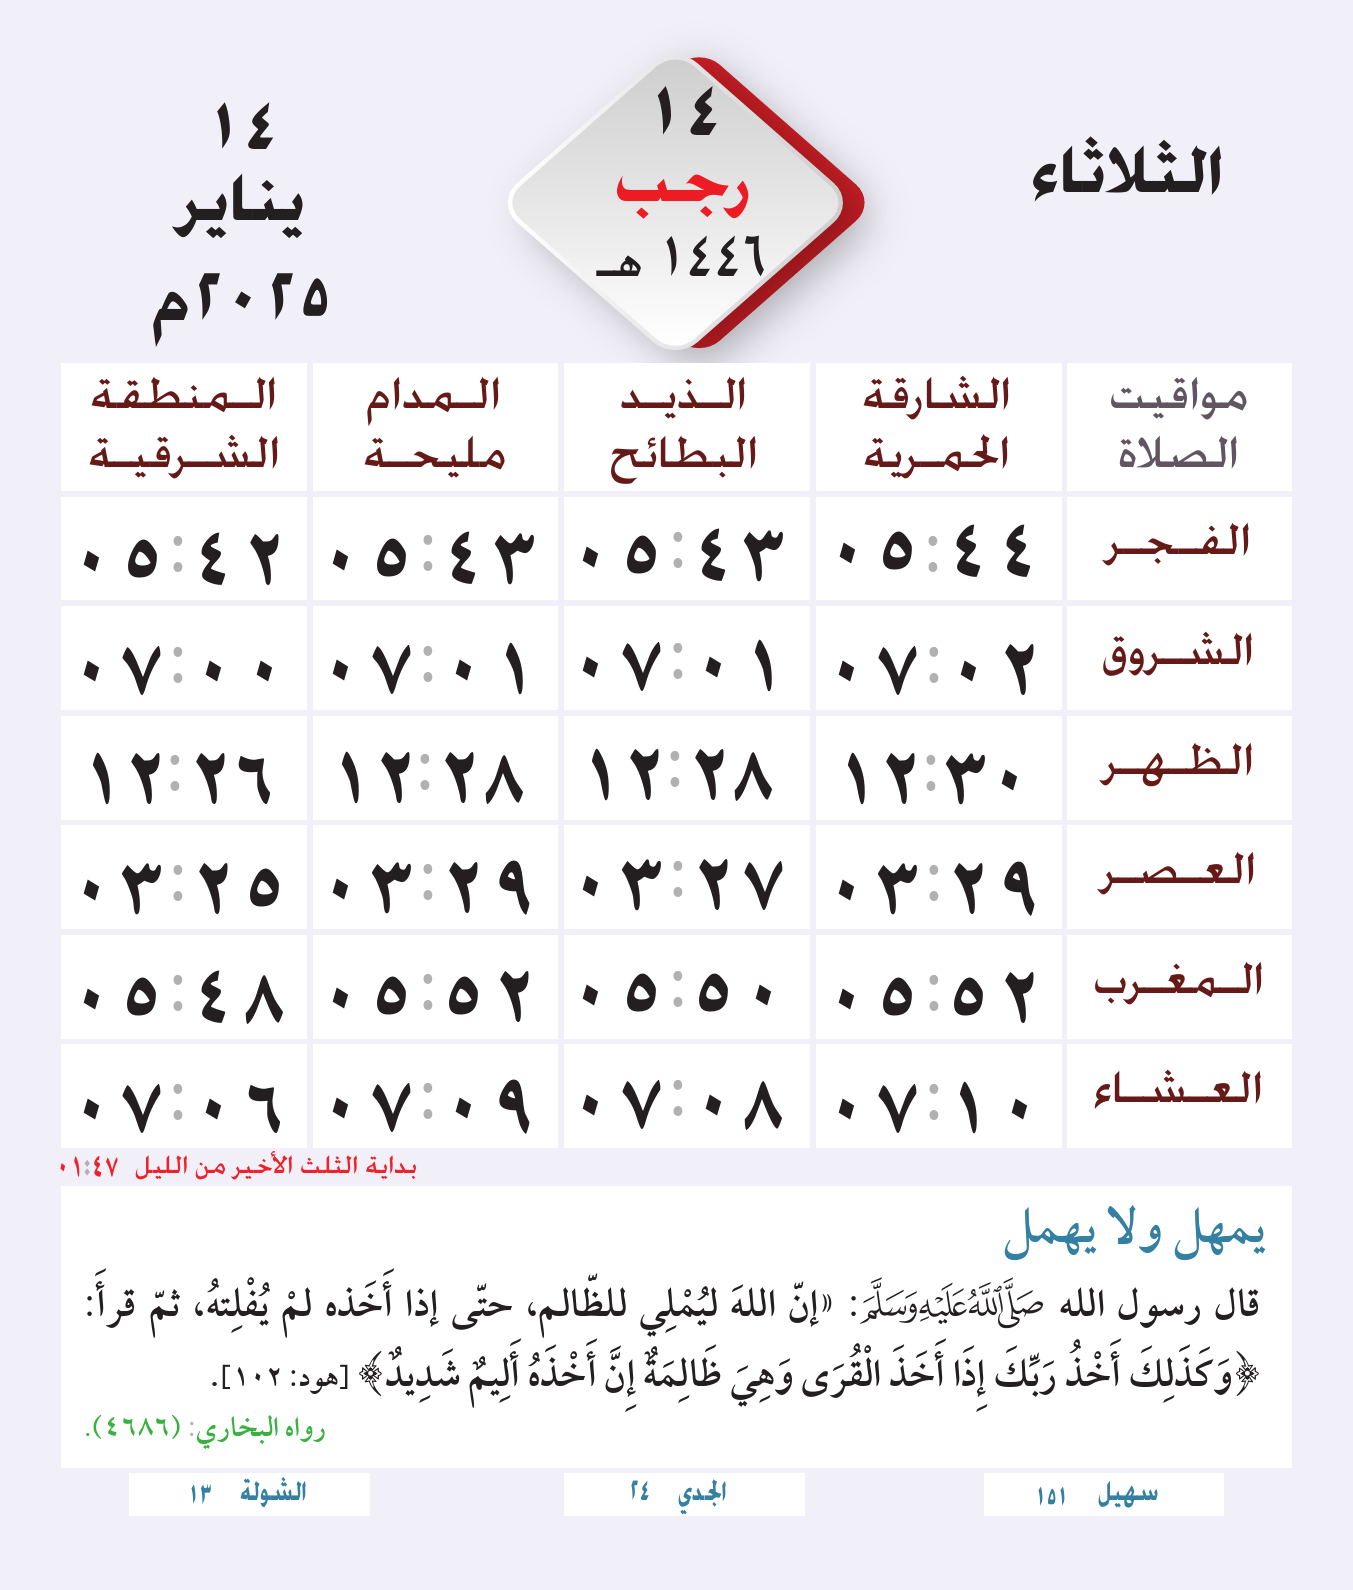 الثلاثاء
١٤
رجب
١٤٤٦ هـ
١٤
يناير
٢٠٢٥م
مواقيت الصلاة
الشارقة الحمرية
الذيد البطائح
المدام مليحة
المنطقة الشرقية
الفجر ٠٥:٤٤ ٠٥:٤٣ ٠٥:٤٣ ٠٥:٤٢
الشروق ٠٧:٠٢ ٠٧:٠١ ٠٧:٠١ ٠٧:٠٠
الظهر ١٢:٣٠ ١٢:٢٨ ١٢:٢٨ ١٢:٢٦
العصر ٠٣:٢٩ ٠٣:٢٧ ٠٣:٢٩ ٠٣:٢٥
المغرب ٠٥:٥٢ ٠٥:٥٠ ٠٥:٥٢ ٠٥:٤٨
العشاء ٠٧:١٠ ٠٧:٠٨ ٠٧:٠٩ ٠٧:٠٦
بداية الثلث الأخير من الليل ٠١:٤٧
يمهل ولا يهمل
قال رسول الله صَلَّى اللَّهُ عَلَيْهِ وَسَلَّمَ: «إنّ اللهَ ليُمْلِي للظّالم، حتّى إذا أَخَذه لمْ يُفْلِتهُ، ثمّ قرأَ:
﴿وَكَذَلِكَ أَخْذُ رَبِّكَ إِذَا أَخَذَ الْقُرَى وَهِيَ ظَالِمَةٌ إِنَّ أَخْذَهُ أَلِيمٌ شَدِيدٌ﴾ [هود: ١٠٢].
رواه البخاري: (٤٦٨٦).
سهيل ١٥١
الجدي ٢٤
الشولة ١٣